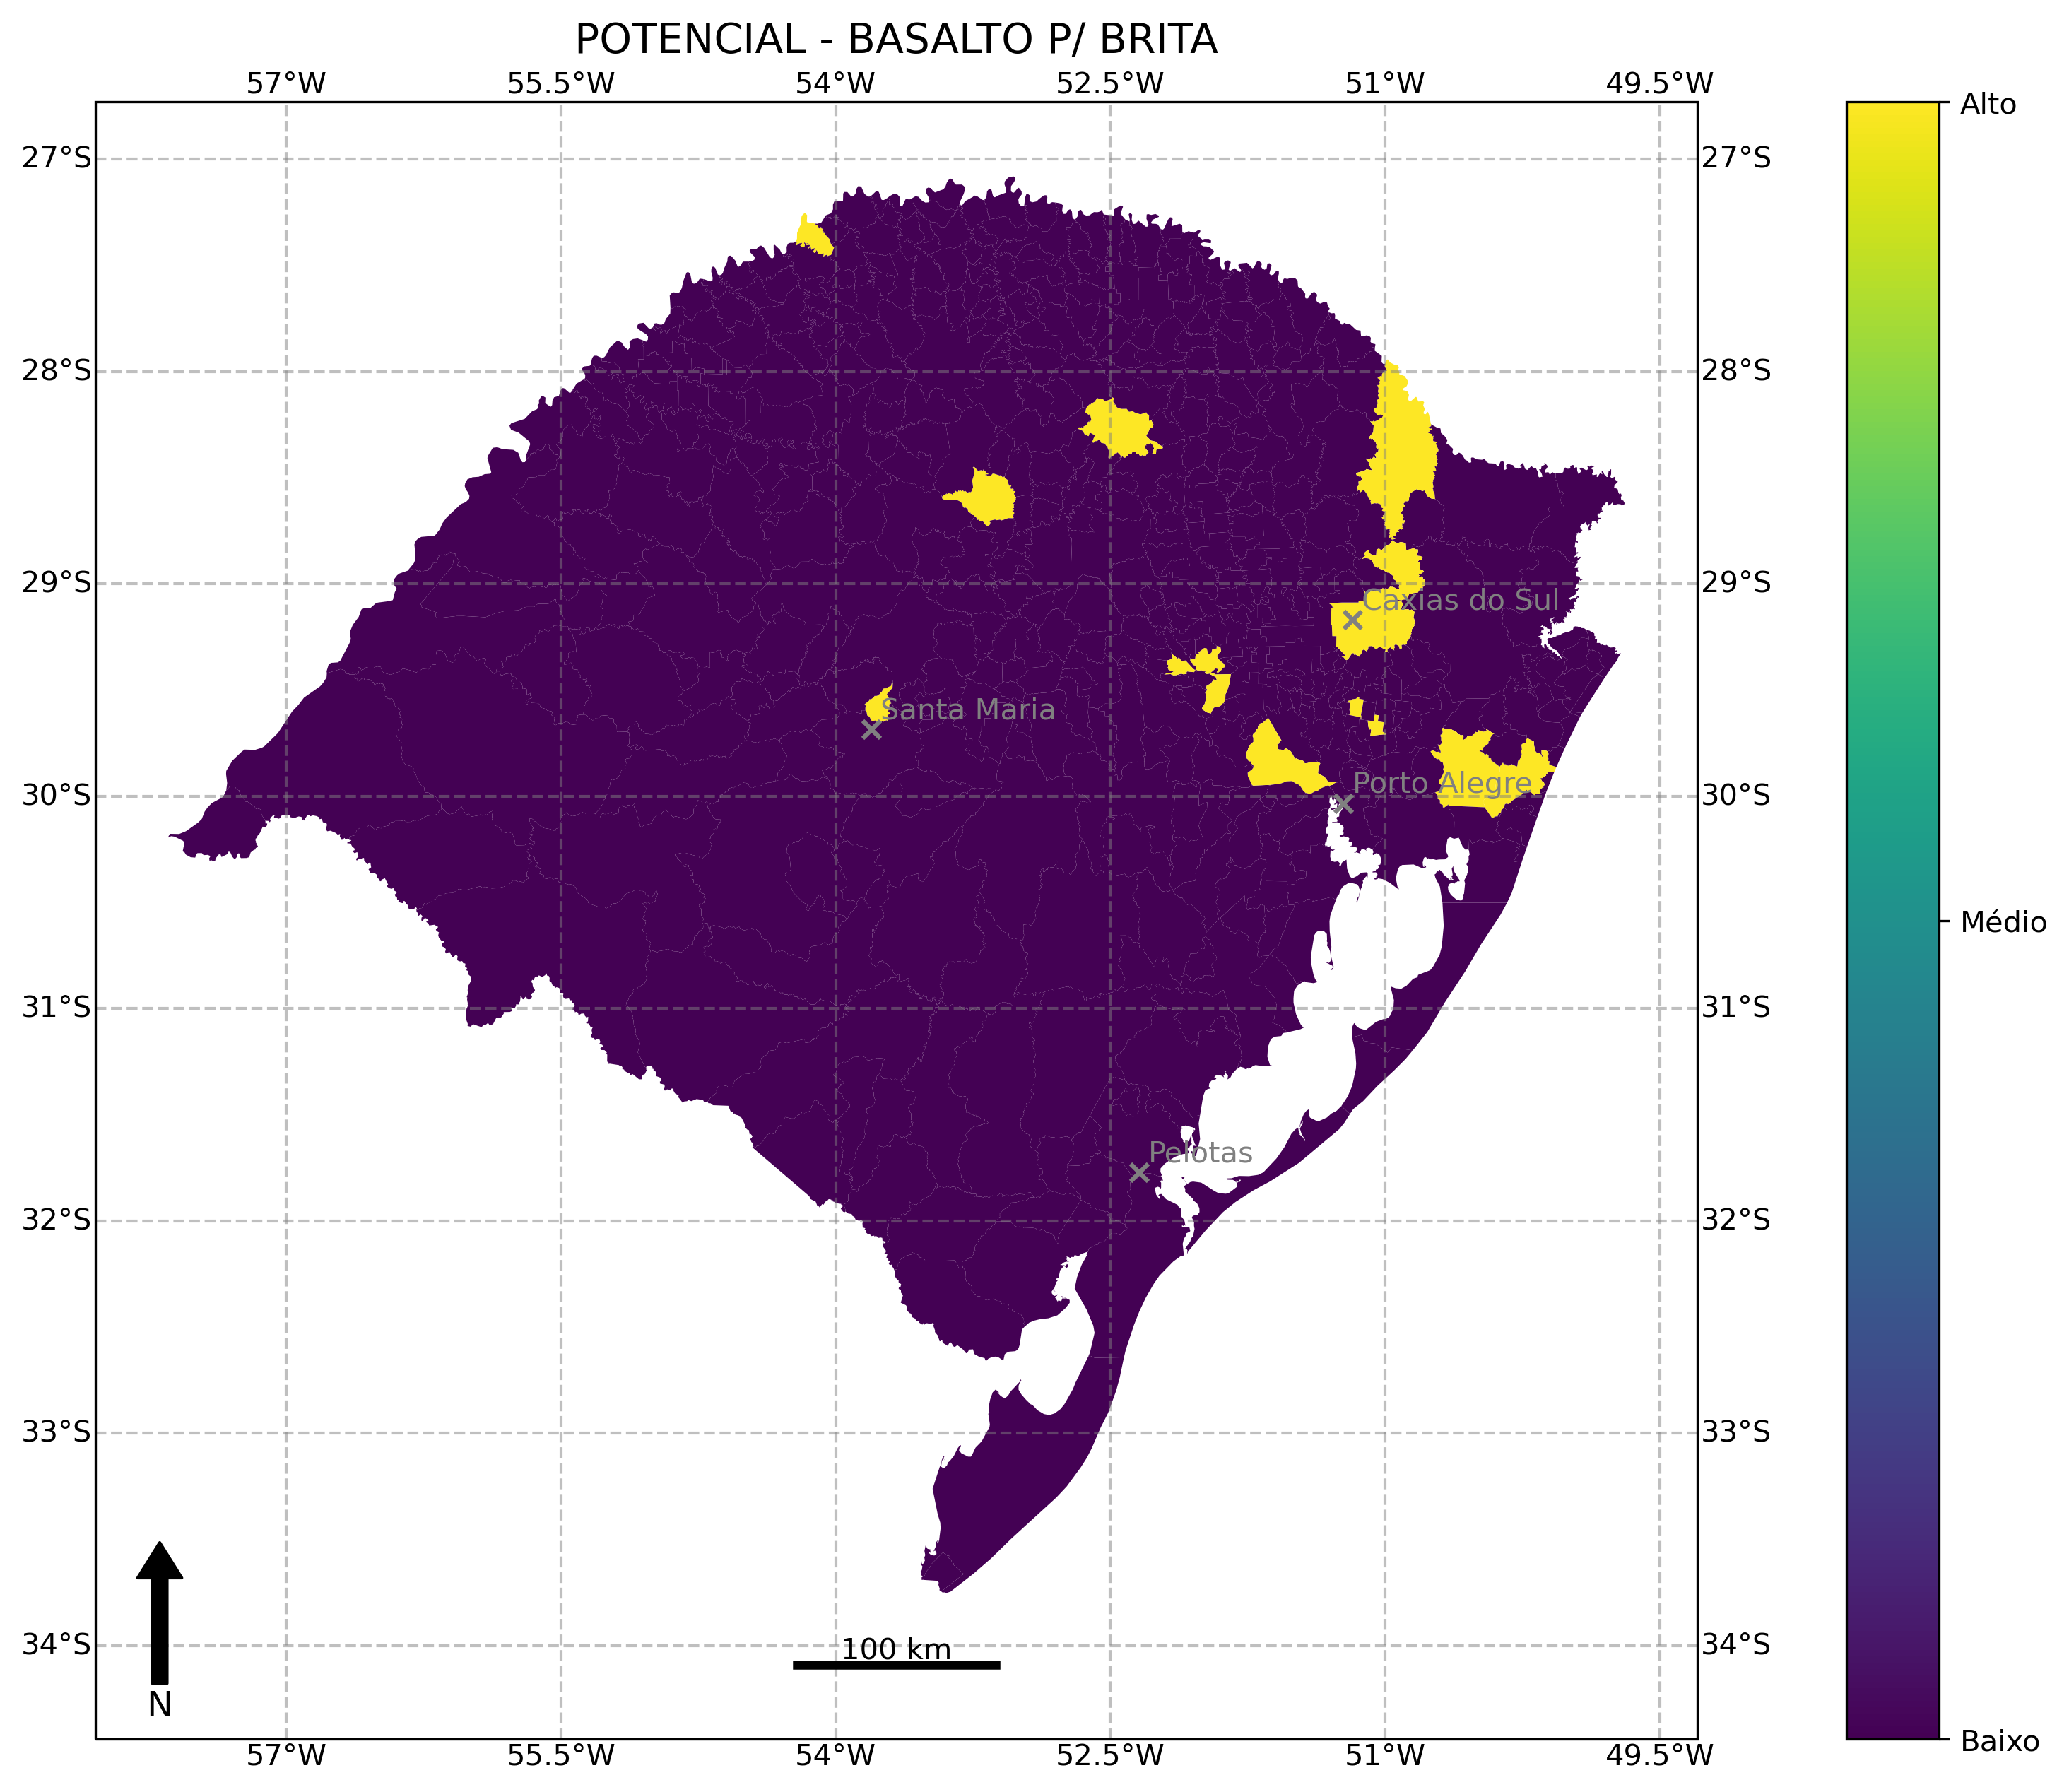 POTENCIAL - BASALTO P/ BRITA
57°W 55.5°W 54°W 52.5°W 51°W 49.5°W
Alto
27°S 27°S
28°S 28°S
29°S 29°S
Caxias do Sul
Santa Maria
Porto Alegre
30°S 30°S
Médio
31°S 31°S
Pelotas
32°S 32°S
33°S 33°S
34°S 34°S
100 km
N
Baixo
57°W 55.5°W 54°W 52.5°W 51°W 49.5°W